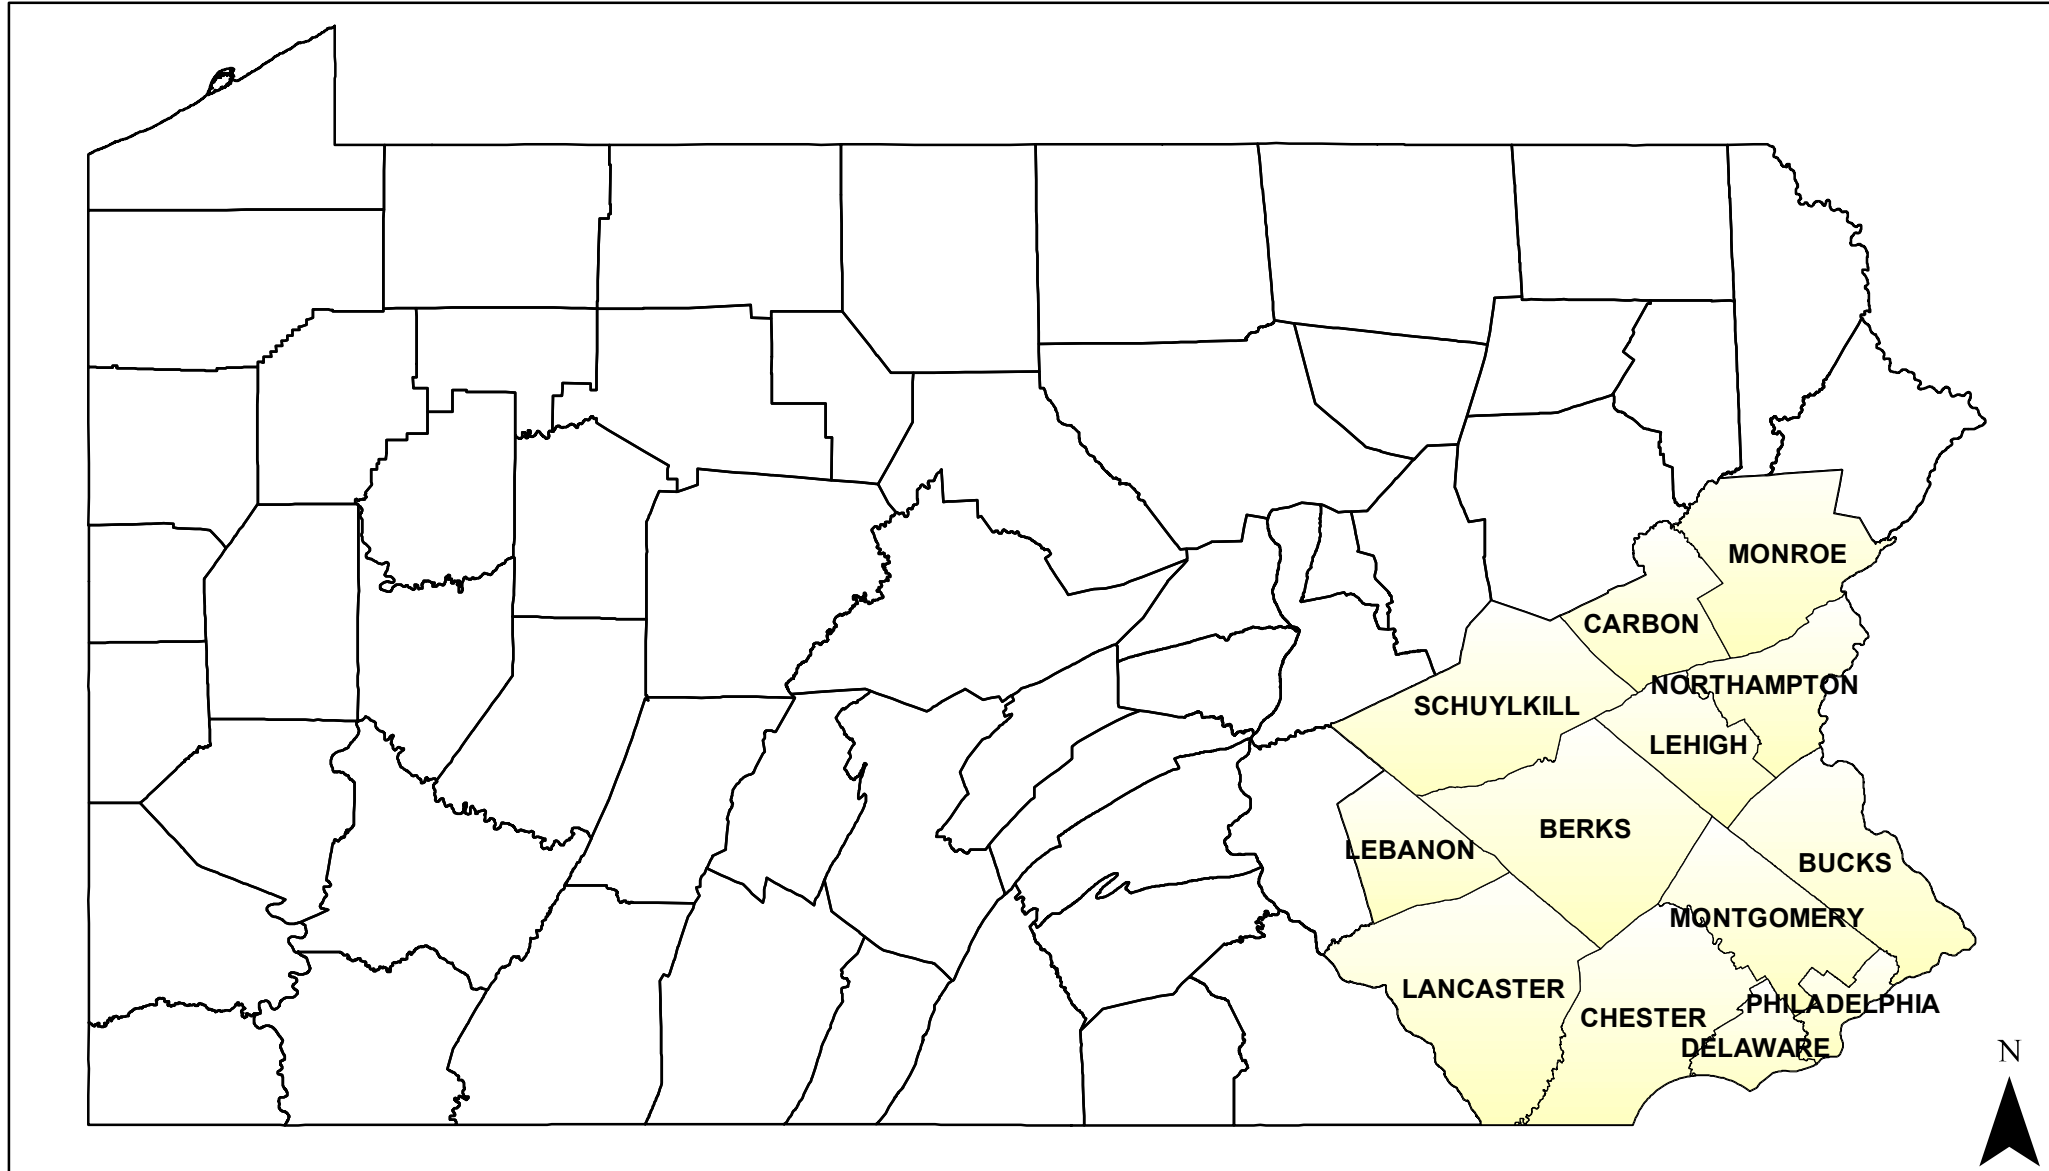 MONROE
CARBON
NORTHAMPTON
SCHUYLKILL
LEHIGH
BERKS
LEBANON
BUCKS
MONTGOMERY
LANCASTER
PHILADELPHIA
CHESTER
DELAWARE
N